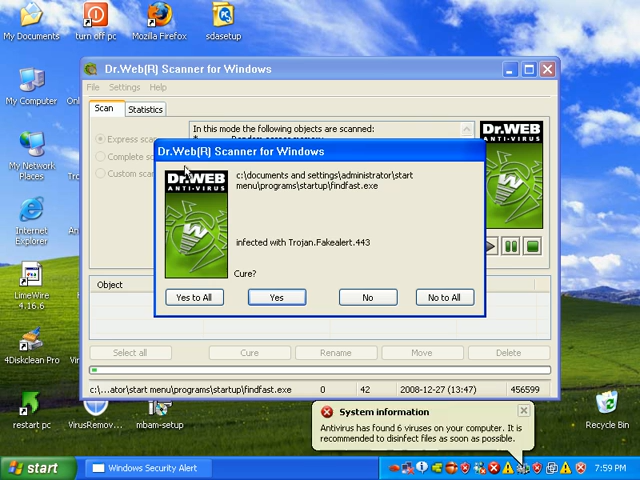 My Documents
turn off pc
Mozilla Firefox
sdasetup
Dr.Web(R) Scanner for Windows
File Settings Help
My Computer
Scan Statistics
In this mode the following objects are scanned:
Express
Complete
Custom scan
Dr.WEB
ANTI-VIRUS
My Network
Places
Dr.Web(R) Scanner for Windows
c:\documents and settings\administrator\start
menu\programs\startup\findfast.exe
Dr.WEB
ANTI-VIRUS
infected with Trojan.Fakealert.443
Cure?
Yes to All Yes No No to All
Internet
Explorer
Object
LimeWire
4.16.6
Select all Cure Rename Move Delete
4Diskclean Pro
c:\...ator\start menu\programs\startup\findfast.exe 0 42 2008-12-27 (13:47) 456599
restart pc
VirusRemov...
mbam-setup
Recycle Bin
System information
Antivirus has found 6 viruses on your computer. It is
recommended to disinfect files as soon as possible.
start
Windows Security Alert
7:59 PM